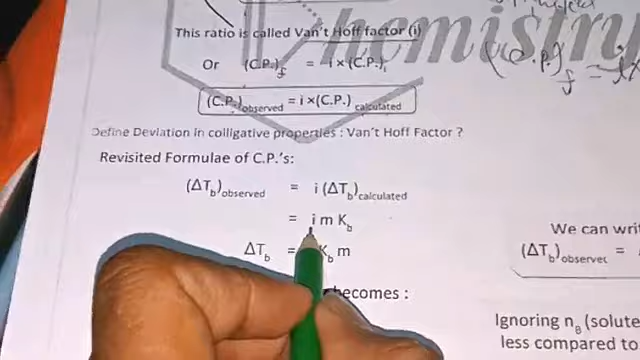 This ratio is called Van't Hoff factor (i)
Or (C.P.)f = i × (C.P.)i
(C.P.)observed = i × (C.P.)calculated
Define Deviation in colligative properties : Van't Hoff Factor ?
Revisited Formulae of C.P.'s:
(ΔTb)observed = i (ΔTb)calculated
= i m Kb
ΔTb = Kb m
becomes :
hemistry
(C.P.)f = i×
We can writ
(ΔTb)observed =
Ignoring nB (solute
less compared to